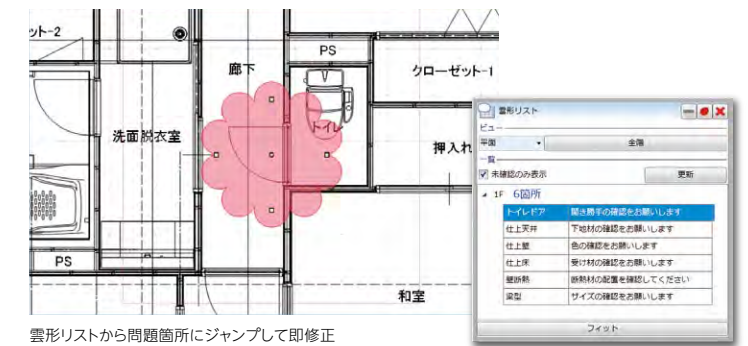 ット-2
PS
廊下
クローゼット-1
洗面脱衣室
トイレ
押入れ
PS
和室
雲形リスト
ビュー
平面
全階
一覧
未確認のみ表示
更新
1F 6箇所
トイレドア 開き勝手の確認をお願いします
仕上天井 下地材の確認をお願いします
仕上壁 色の確認をお願いします
仕上床 受け材の確認をお願いします
壁断熱 断熱材の配置を確認してください
梁型 サイズの確認をお願いします
フィット
雲形リストから問題箇所にジャンプして即修正